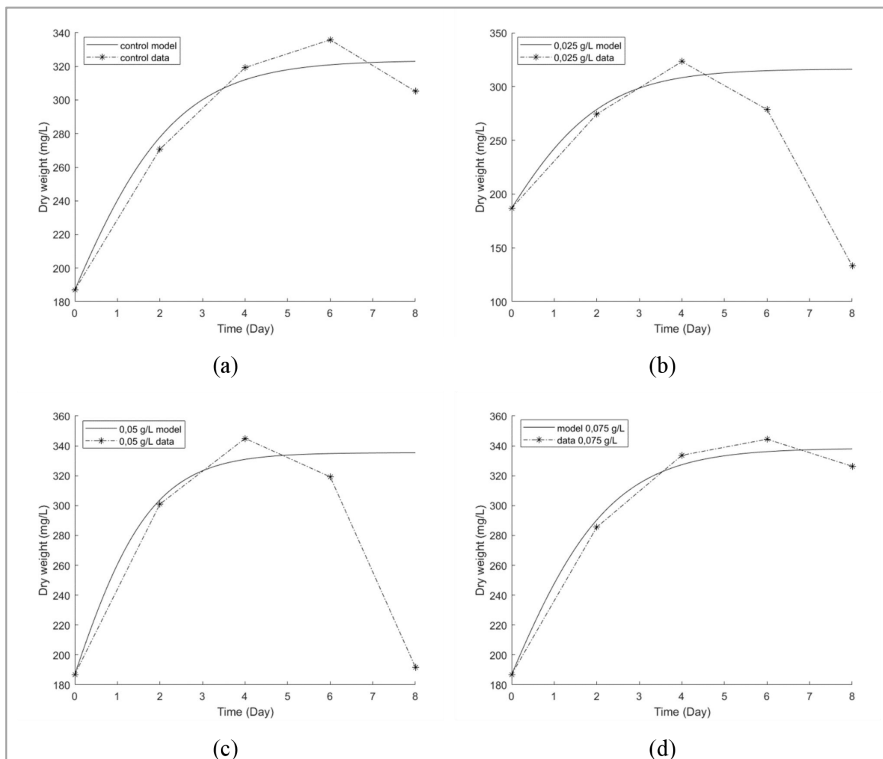 340
320
300
280
260
240
220
200
180
control model
control data
Dry weight (mg/L)
0 1 2 3 4 5 6 7 8
Time (Day)
(a)
350
300
250
200
150
100
0,025 g/L model
0,025 g/L data
Dry weight (mg/L)
0 1 2 3 4 5 6 7 8
Time (Day)
(b)
360
340
320
300
280
260
240
220
200
180
0,05 g/L model
0,05 g/L data
Dry weight (mg/L)
0 1 2 3 4 5 6 7 8
Time (Day)
(c)
360
340
320
300
280
260
240
220
200
180
model 0,075 g/L
data 0,075 g/L
Dry weight (mg/L)
0 1 2 3 4 5 6 7 8
Time (Day)
(d)